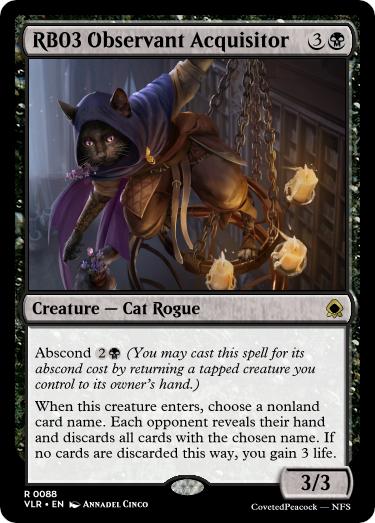 RB03 Observant Acquisitor 3
Creature — Cat Rogue
Abscond 2 (You may cast this spell for its
abscond cost by returning a tapped creature you
control to its owner's hand.)
When this creature enters, choose a nonland
card name. Each opponent reveals their hand
and discards all cards with the chosen name. If
no cards are discarded this way, you gain 3 life.
3/3
R 0088
VLR • EN Annadel Cinco
CovetedPeacock — NFS